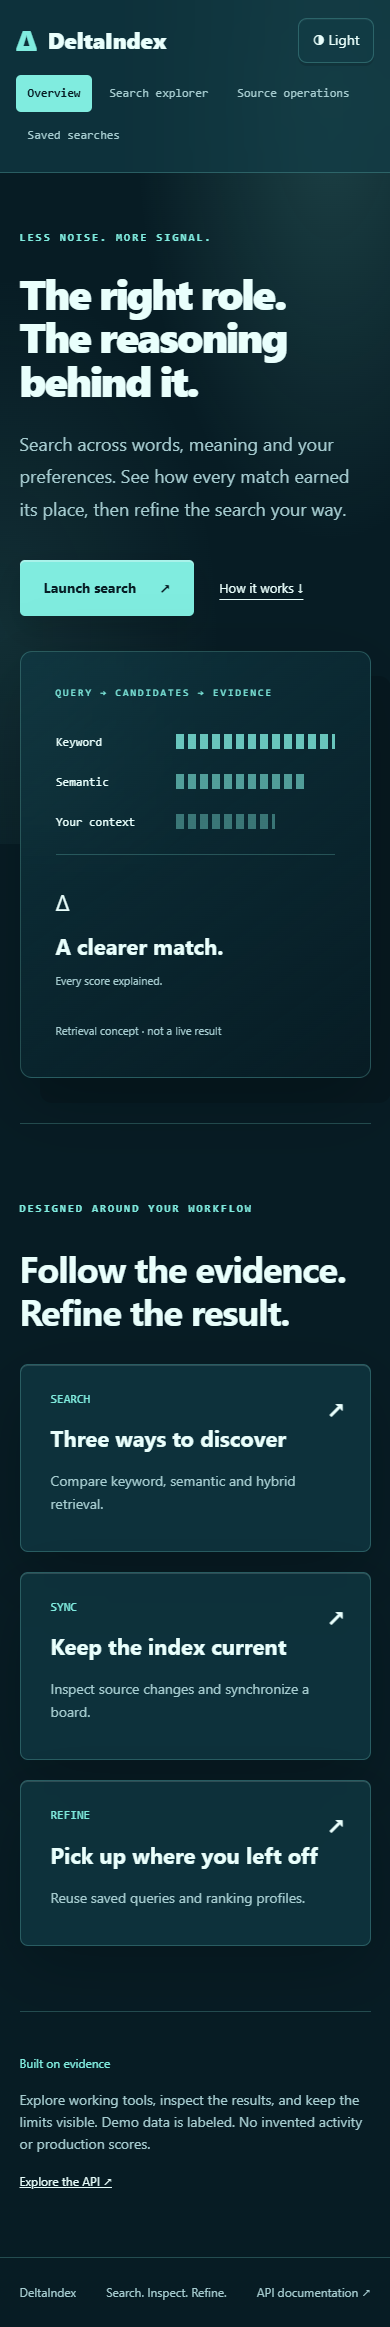 Δ DeltaIndex
◑ Light
Overview Search explorer Source operations
Saved searches
LESS NOISE. MORE SIGNAL.
The right role.
The reasoning
behind it.
Search across words, meaning and your
preferences. See how every match earned
its place, then refine the search your way.
Launch search ↗ How it works ↓
QUERY → CANDIDATES → EVIDENCE
Keyword
Semantic
Your context
Δ
A clearer match.
Every score explained.
Retrieval concept · not a live result
DESIGNED AROUND YOUR WORKFLOW
Follow the evidence.
Refine the result.
SEARCH ↗
Three ways to discover
Compare keyword, semantic and hybrid
retrieval.
SYNC ↗
Keep the index current
Inspect source changes and synchronize a
board.
REFINE ↗
Pick up where you left off
Reuse saved queries and ranking profiles.
Built on evidence
Explore working tools, inspect the results, and keep the
limits visible. Demo data is labeled. No invented activity
or production scores.
Explore the API ↗
DeltaIndex Search. Inspect. Refine. API documentation ↗